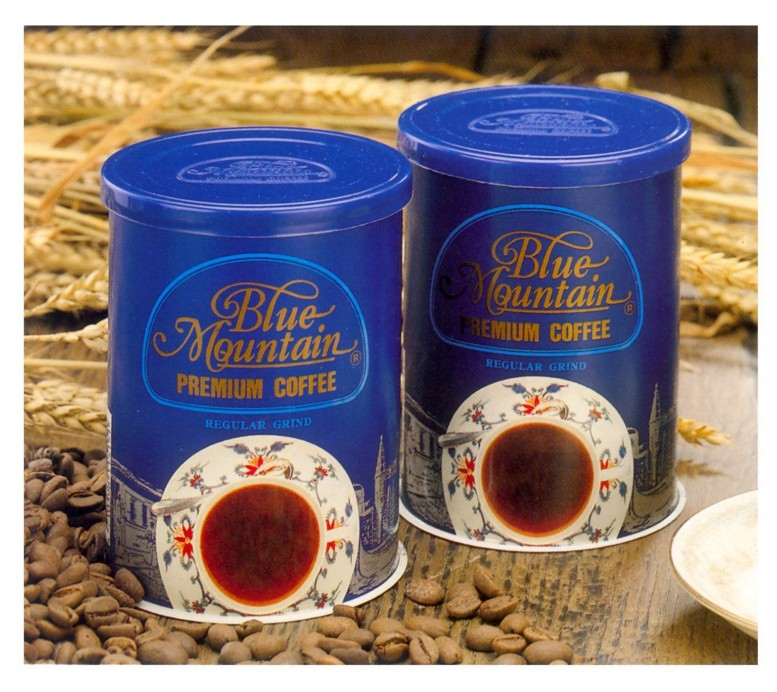 Blue
Mountain®
PREMIUM COFFEE
REGULAR GRIND
Blue
Mountain®
PREMIUM COFFEE
REGULAR GRIND